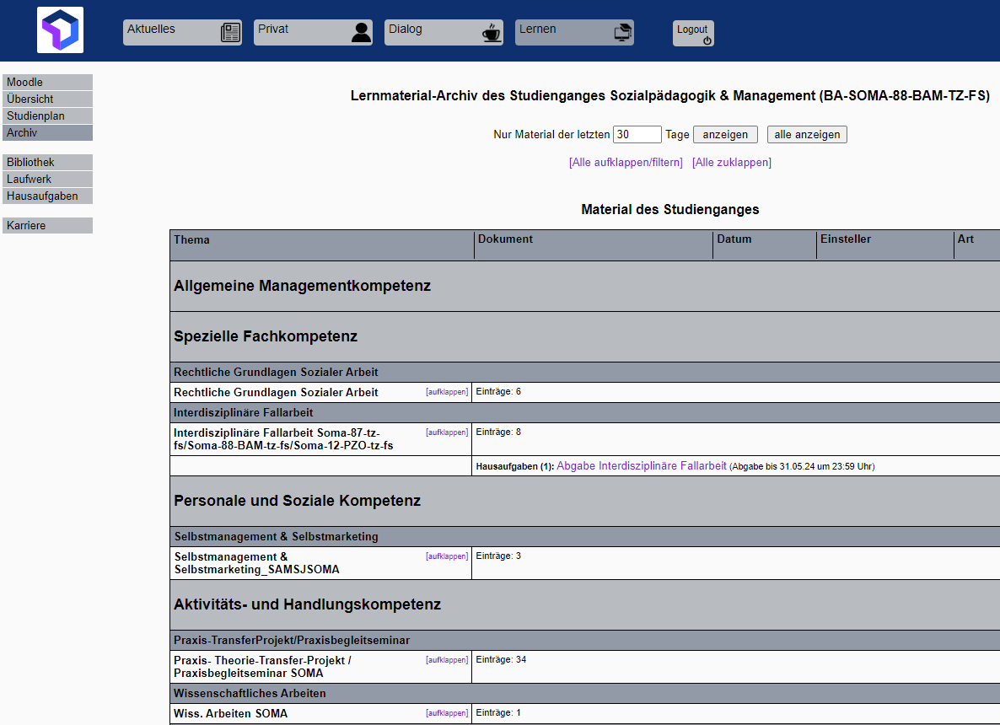 Aktuelles
Privat
Dialog
Lernen
Logout
Moodle
Übersicht
Studienplan
Archiv
Bibliothek
Laufwerk
Hausaufgaben
Karriere
Lernmaterial-Archiv des Studienganges Sozialpädagogik & Management (BA-SOMA-88-BAM-TZ-FS)
Nur Material der letzten 30 Tage anzeigen alle anzeigen
[Alle aufklappen/filtern] [Alle zuklappen]
Material des Studienganges
Thema Dokument Datum Einsteller Art
Allgemeine Managementkompetenz
Spezielle Fachkompetenz
Rechtliche Grundlagen Sozialer Arbeit
Rechtliche Grundlagen Sozialer Arbeit [aufklappen] Einträge: 6
Interdisziplinäre Fallarbeit
Interdisziplinäre Fallarbeit Soma-87-tz- [aufklappen] Einträge: 8
fs/Soma-88-BAM-tz-fs/Soma-12-PZO-tz-fs
Hausaufgaben (1): Abgabe Interdisziplinäre Fallarbeit (Abgabe bis 31.05.24 um 23:59 Uhr)
Personale und Soziale Kompetenz
Selbstmanagement & Selbstmarketing
Selbstmanagement & [aufklappen] Einträge: 3
Selbstmarketing_SAMSJSOMA
Aktivitäts- und Handlungskompetenz
Praxis-TransferProjekt/Praxisbegleitseminar
Praxis- Theorie-Transfer-Projekt / [aufklappen] Einträge: 34
Praxisbegleitseminar SOMA
Wissenschaftliches Arbeiten
Wiss. Arbeiten SOMA [aufklappen] Einträge: 1